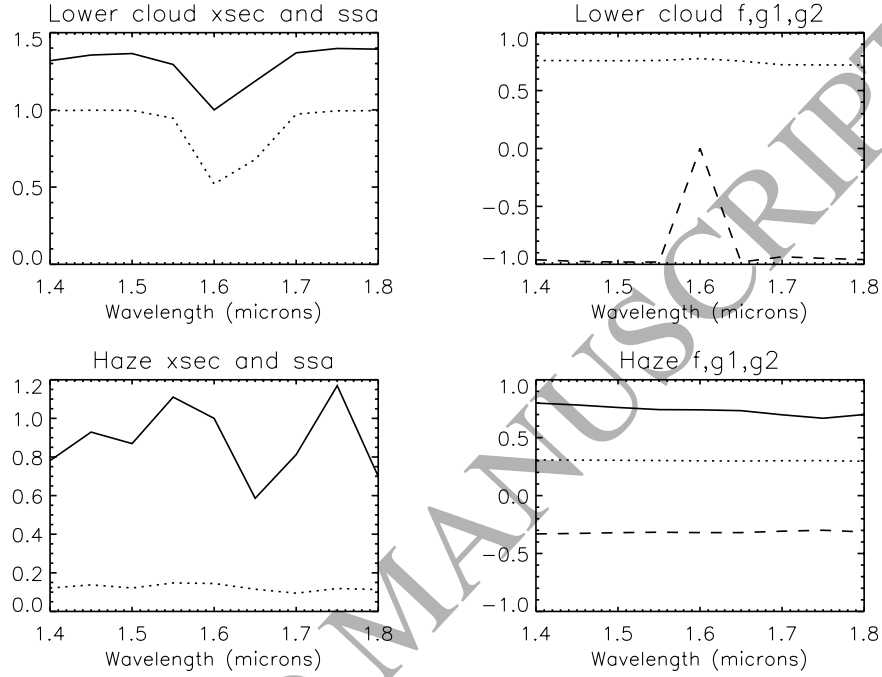 Lower cloud xsec and ssa
1.5
1.0
0.5
0.0
1.4 1.5 1.6 1.7 1.8
Wavelength (microns)
Lower cloud f,g1,g2
1.0
0.5
0.0
−0.5
−1.0
1.4 1.5 1.6 1.7 1.8
Wavelength (microns)
Haze xsec and ssa
1.2
1.0
0.8
0.6
0.4
0.2
0.0
1.4 1.5 1.6 1.7 1.8
Wavelength (microns)
Haze f,g1,g2
1.0
0.5
0.0
−0.5
−1.0
1.4 1.5 1.6 1.7 1.8
Wavelength (microns)
MANUSCRIPT